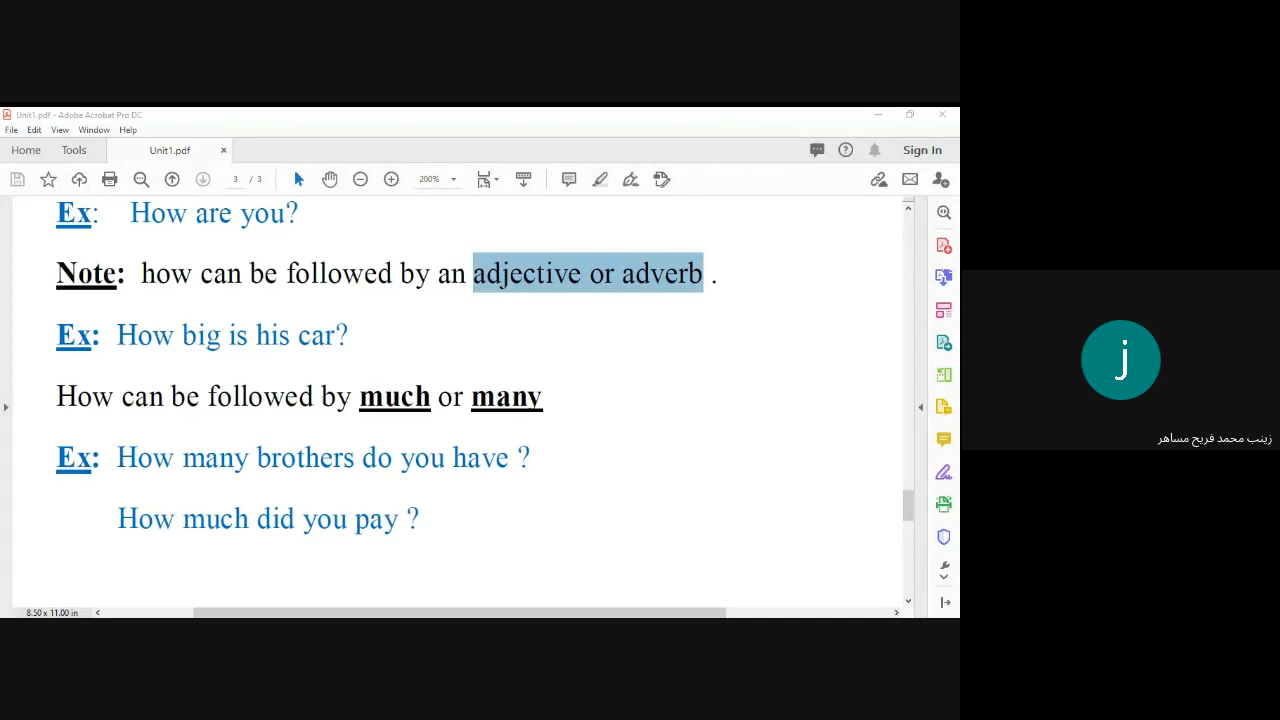 Unit1.pdf - Adobe Acrobat Pro DC
File Edit View Window Help
Home Tools Unit1.pdf × Sign In
3 / 3 200%
Ex: How are you?
Note: how can be followed by an adjective or adverb .
Ex: How big is his car?
How can be followed by much or many
Ex: How many brothers do you have ?
How much did you pay ?
8.50 x 11.00 in
j
زينب محمد فريح مساهر